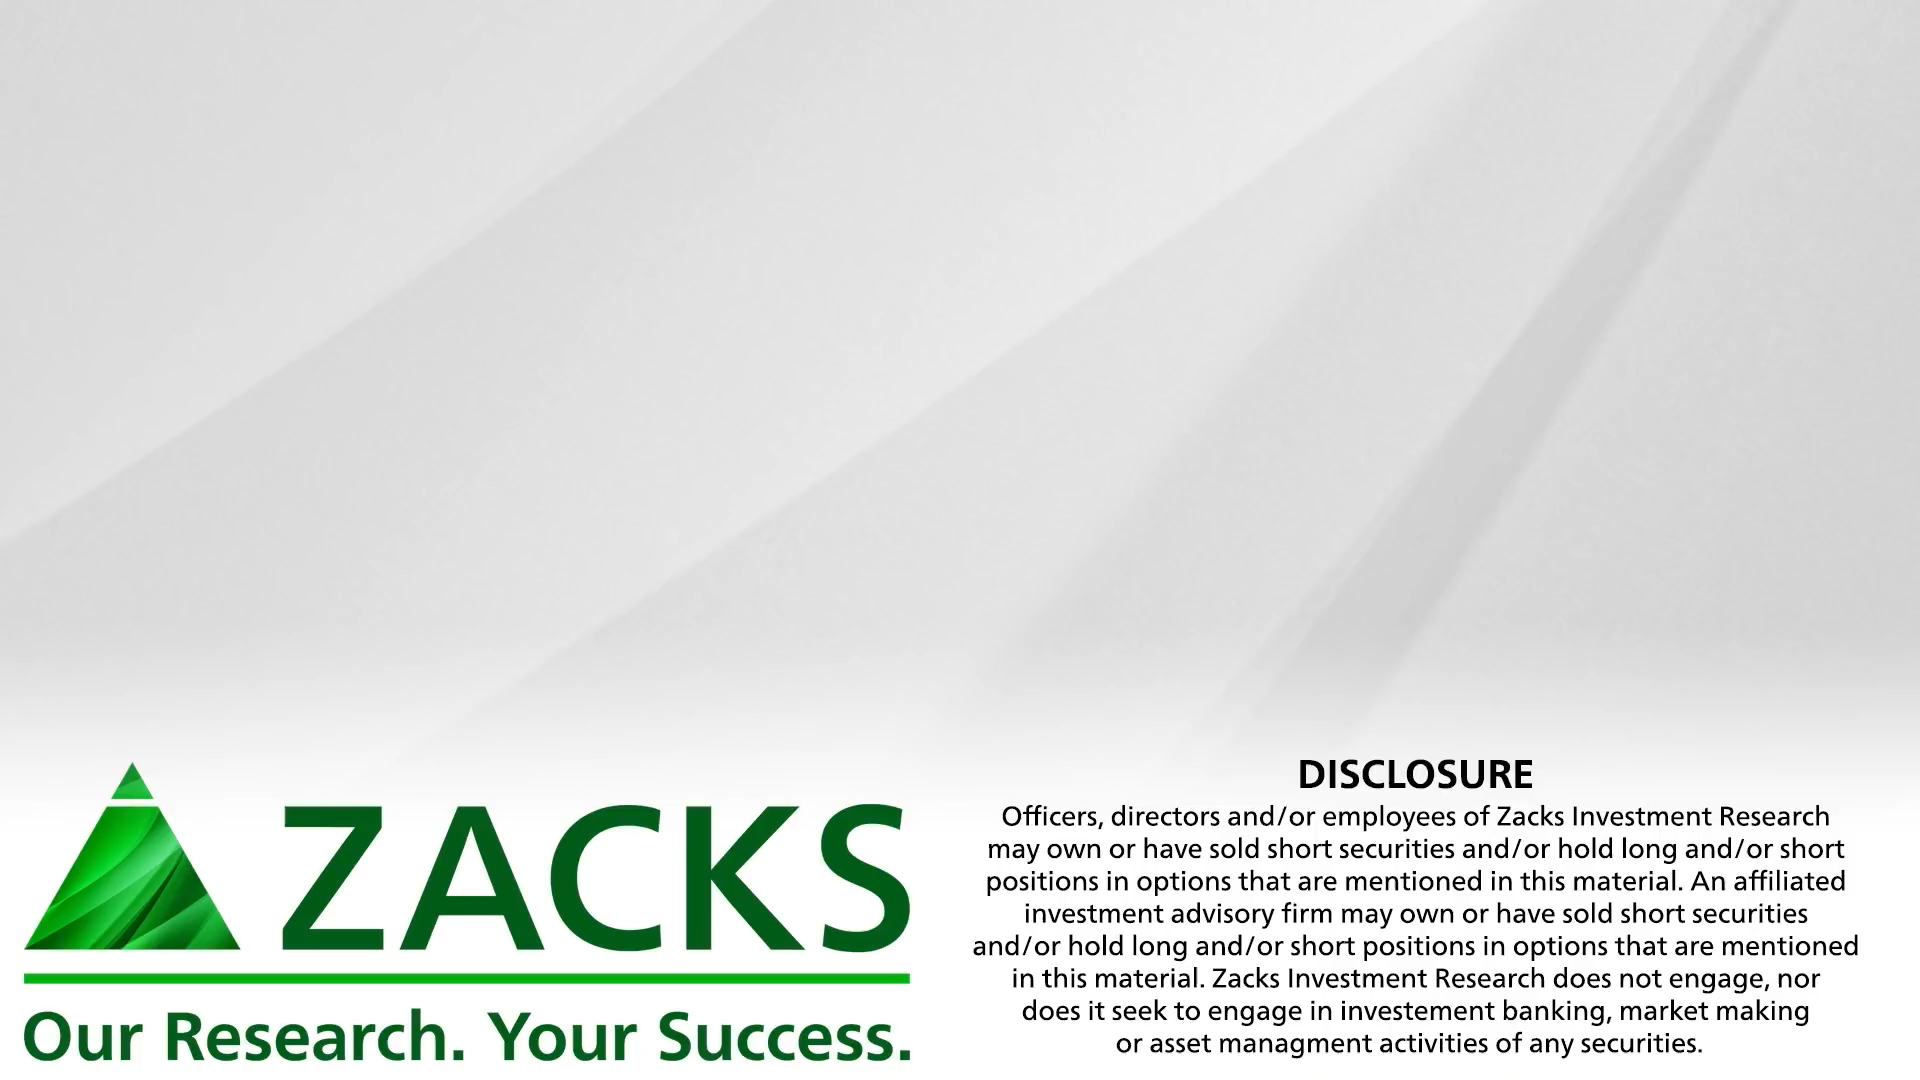 ZACKS
Our Research. Your Success.
DISCLOSURE
Officers, directors and/or employees of Zacks Investment Research
may own or have sold short securities and/or hold long and/or short
positions in options that are mentioned in this material. An affiliated
investment advisory firm may own or have sold short securities
and/or hold long and/or short positions in options that are mentioned
in this material. Zacks Investment Research does not engage, nor
does it seek to engage in investement banking, market making
or asset managment activities of any securities.